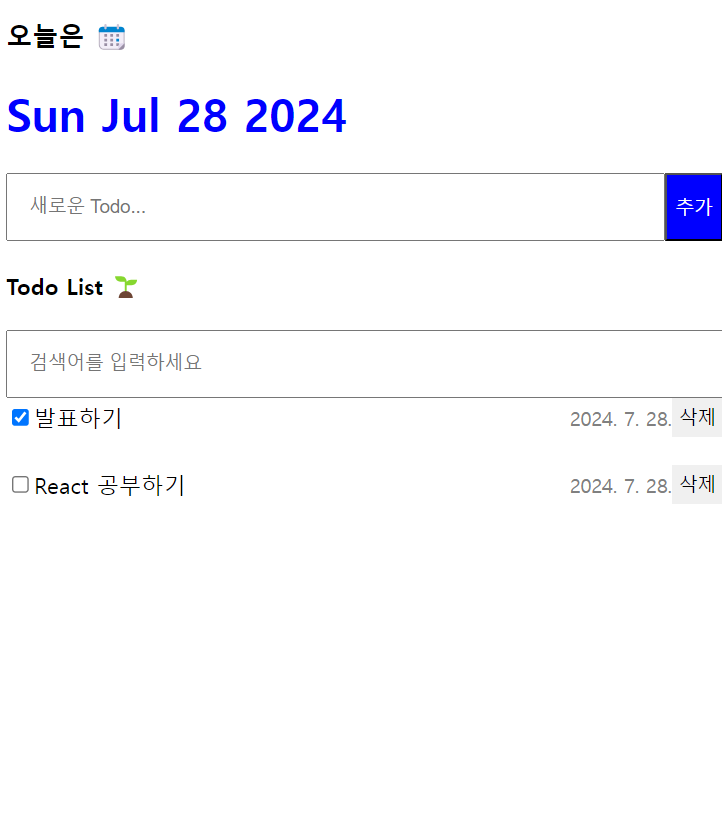 오늘은 📅
Sun Jul 28 2024
새로운 Todo...
추가
Todo List 🌱
검색어를 입력하세요
발표하기 2024. 7. 28. 삭제
React 공부하기 2024. 7. 28. 삭제